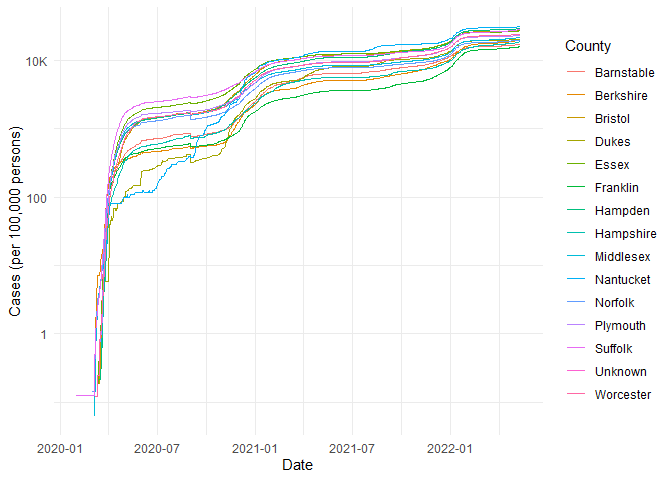 10K
100
1
Cases (per 100,000 persons)
2020-01
2020-07
2021-01
2021-07
2022-01
Date
County
Barnstable
Berkshire
Bristol
Dukes
Essex
Franklin
Hampden
Hampshire
Middlesex
Nantucket
Norfolk
Plymouth
Suffolk
Unknown
Worcester